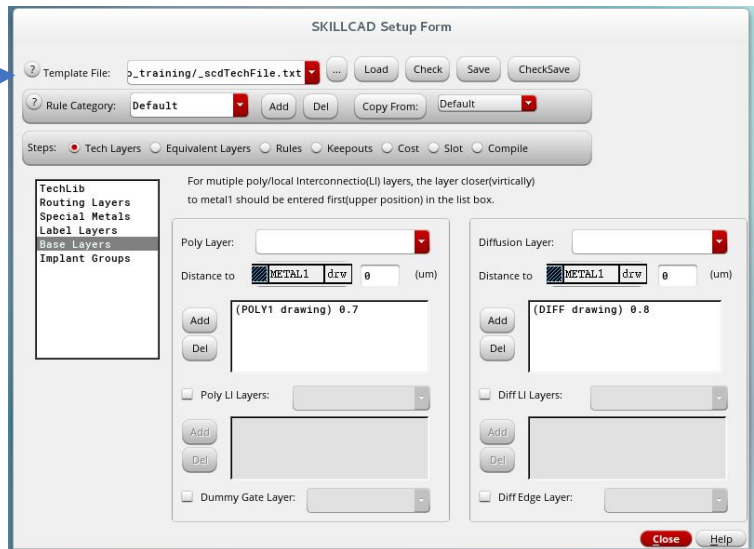 SKILLCAD Setup Form
? Template File: o_training/_scdTechFile.txt ... Load Check Save CheckSave
? Rule Category: Default Add Del Copy From: Default
Steps: Tech Layers Equivalent Layers Rules Keepouts Cost Slot Compile
TechLib
Routing Layers
Special Metals
Label Layers
Base Layers
Implant Groups
For mutiple poly/local Interconnectio(LI) layers, the layer closer(virtically)
to metal1 should be entered first(upper position) in the list box.
Poly Layer:
Distance to METAL1 drw 0 (um)
Add
Del
(POLY1 drawing) 0.7
Poly LI Layers:
Add
Del
Dummy Gate Layer:
Diffusion Layer:
Distance to METAL1 drw 0 (um)
Add
Del
(DIFF drawing) 0.8
Diff LI Layers:
Add
Del
Diff Edge Layer:
Close Help